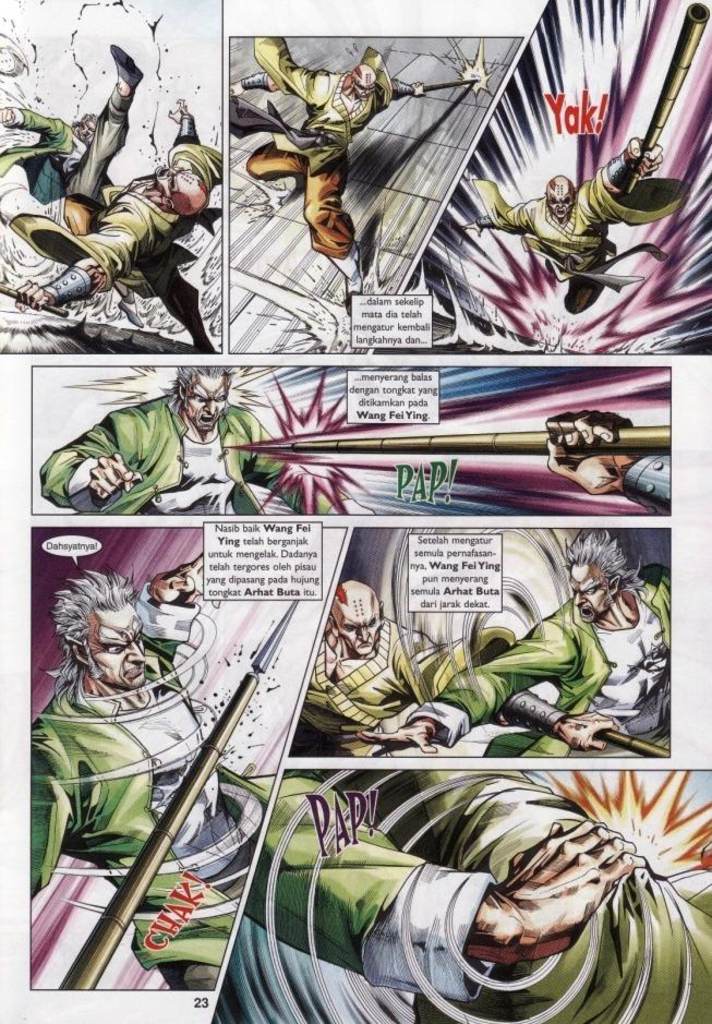 Yak!
...dalam sekelip
mata dia telah
mengatur kembali
langkahnya dan...
...menyerang balas
dengan tongkat yang
ditikamkan pada
Wang Fei Ying.
PAP!
Dahsyatnya!
Nasib baik Wang Fei
Ying telah berganjak
untuk mengelak. Dadanya
telah tergores oleh pisau
yang dipasang pada hujung
tongkat Arhat Buta itu.
Setelah mengatur
semula pernafasan-
nya, Wang Fei Ying
pun menyerang
semula Arhat Buta
dari jarak dekat.
CHAK!
PAP!
23